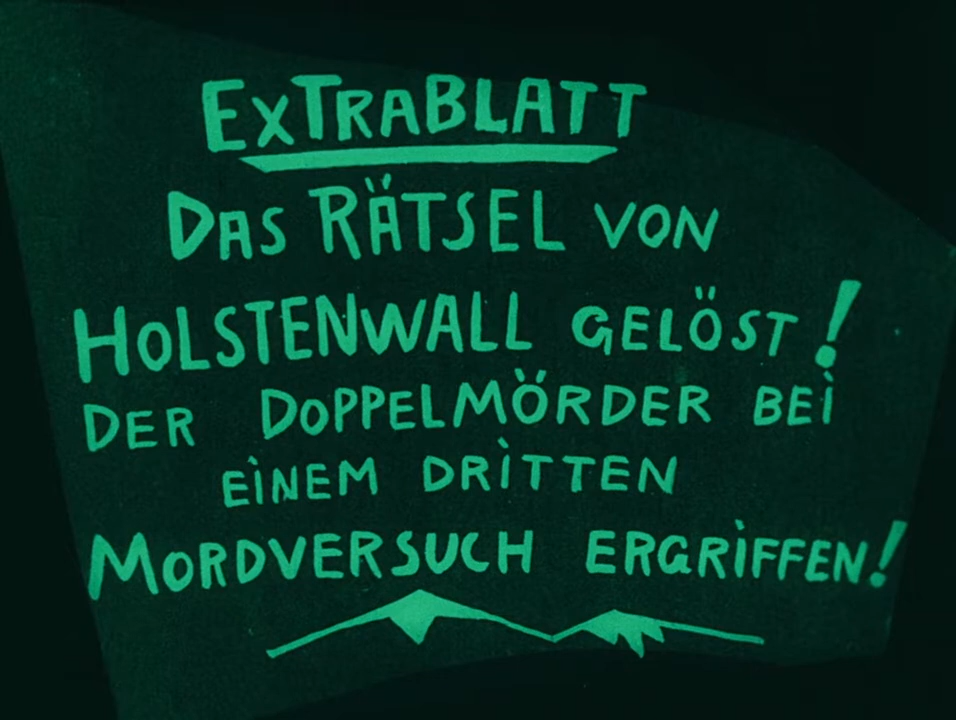 EXTRABLATT
DAS RÄTSEL VON
HOLSTENWALL GELÖST!
DER DOPPELMÖRDER BEI
EINEM DRITTEN
MORDVERSUCH ERGRIFFEN!